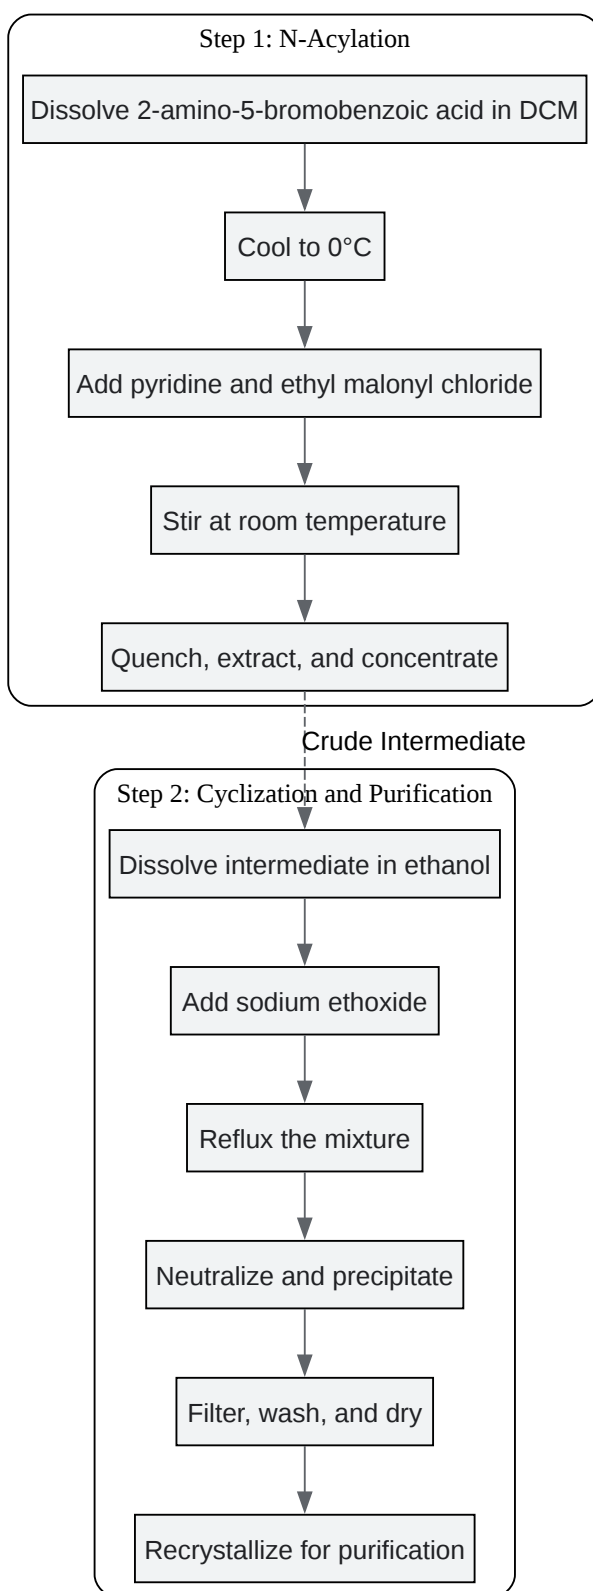 Step 1: N-Acylation
Dissolve 2-amino-5-bromobenzoic acid in DCM
Cool to 0°C
Add pyridine and ethyl malonyl chloride
Stir at room temperature
Quench, extract, and concentrate
Crude Intermediate
Step 2: Cyclization and Purification
Dissolve intermediate in ethanol
Add sodium ethoxide
Reflux the mixture
Neutralize and precipitate
Filter, wash, and dry
Recrystallize for purification